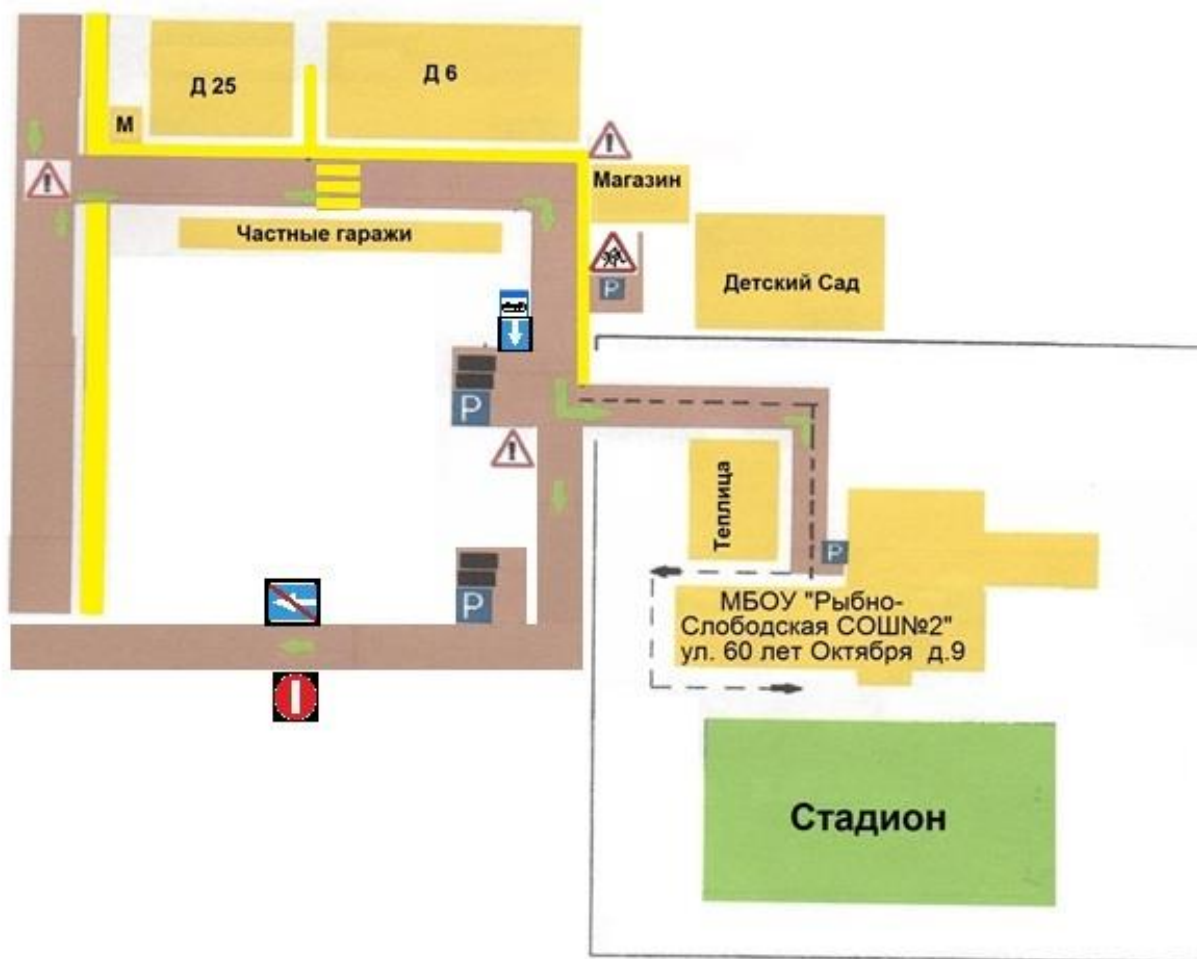 Д 25
Д 6
М
Магазин
Частные гаражи
Детский Сад
P
P
Теплица
P
P
МБОУ "Рыбно-
Слободская СОШ№2"
ул. 60 лет Октября  д.9
Стадион